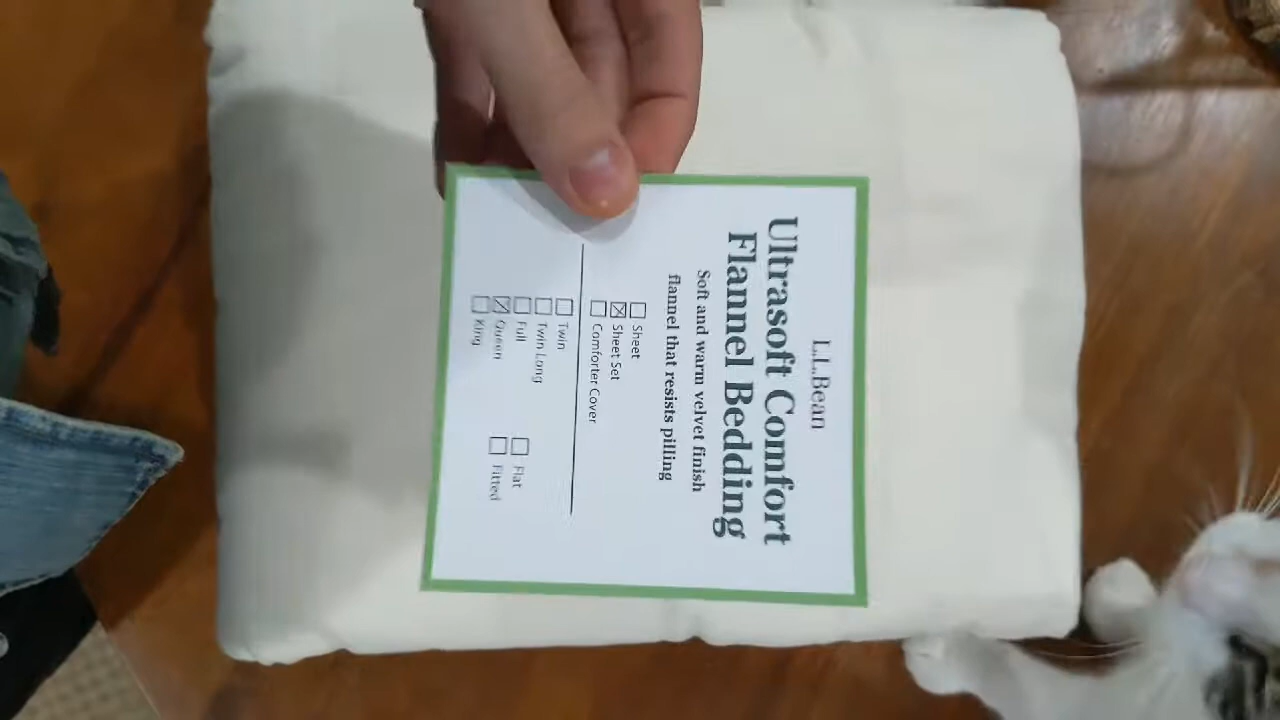 L.L.Bean
Ultrasoft Comfort
Flannel Bedding
Soft and warm velvet finish
flannel that resists pilling
☐ Sheet
☒ Sheet Set
☐ Comforter Cover
☐ Twin
☐ Twin Long
☐ Full ☐ Flat
☒ Queen ☐ Fitted
☐ King